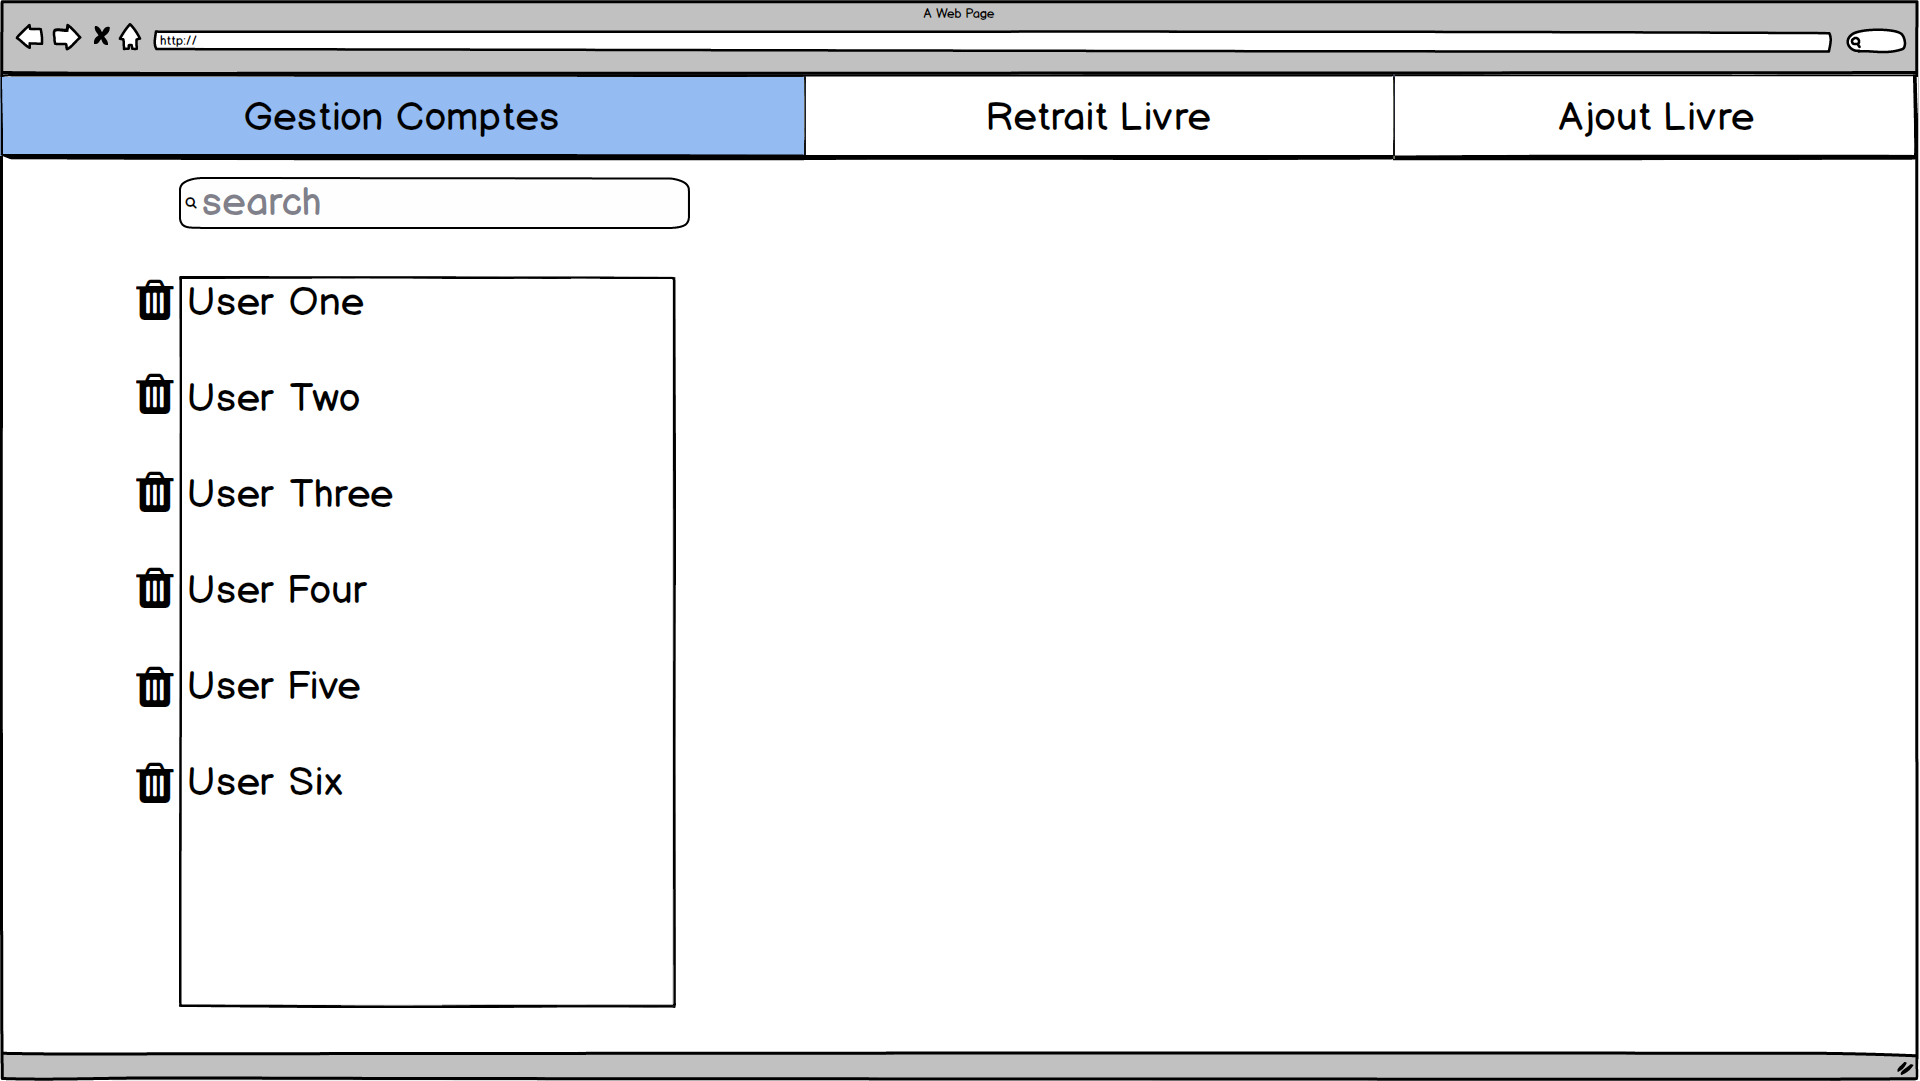 A Web Page
http://
Gestion Comptes
Retrait Livre
Ajout Livre
search
User One
User Two
User Three
User Four
User Five
User Six